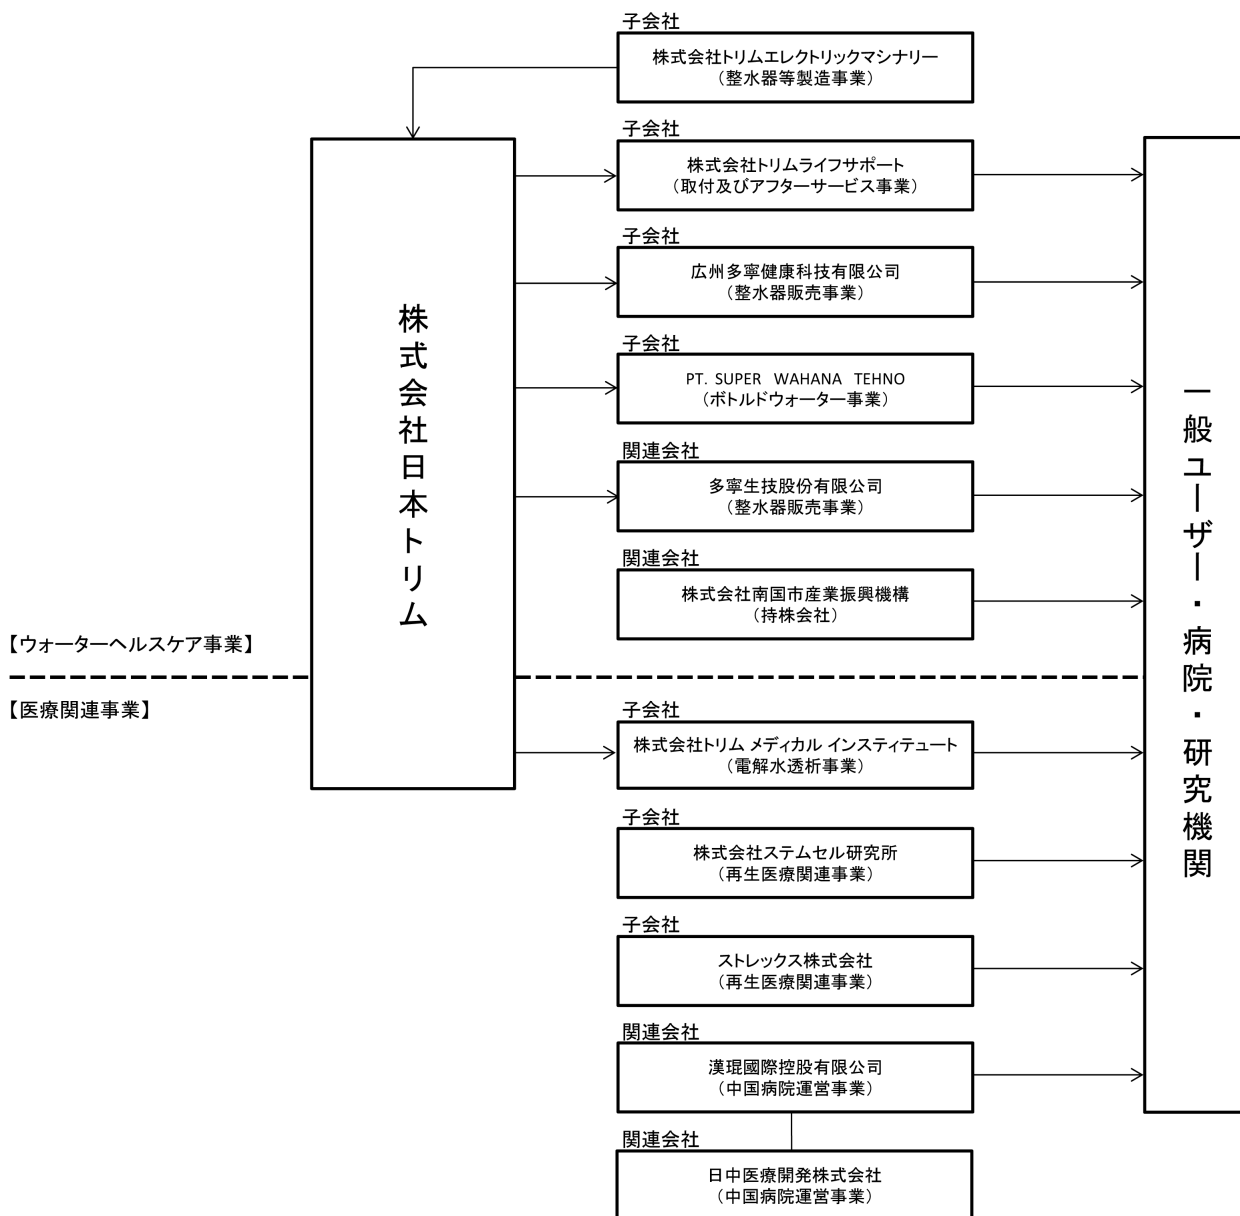 子会社
株式会社トリムエレクトリックマシナリー
(整水器等製造事業)
子会社
株式会社トリムライフサポート
(取付及びアフターサービス事業)
子会社
広州多寧健康科技有限公司
(整水器販売事業)
子会社
PT. SUPER WAHANA TEHNO
(ボトルドウォーター事業)
関連会社
多寧生技股份有限公司
(整水器販売事業)
関連会社
株式会社南国市産業振興機構
(持株会社)
株式会社日本トリム
一般ユーザー・病院・研究機関
【ウォーターヘルスケア事業】
【医療関連事業】
子会社
株式会社トリム メディカル インスティテュート
(電解水透析事業)
子会社
株式会社ステムセル研究所
(再生医療関連事業)
子会社
ストレックス株式会社
(再生医療関連事業)
関連会社
漢琨國際控股有限公司
(中国病院運営事業)
関連会社
日中医療開発株式会社
(中国病院運営事業)